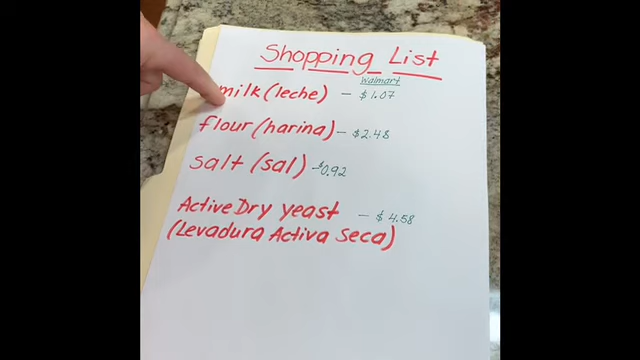 Shopping List
Walmart
milk (leche) - $1.07
flour (harina) - $2.48
salt (sal) - $0.92
Active Dry yeast - $4.58
(Levadura Activa Seca)